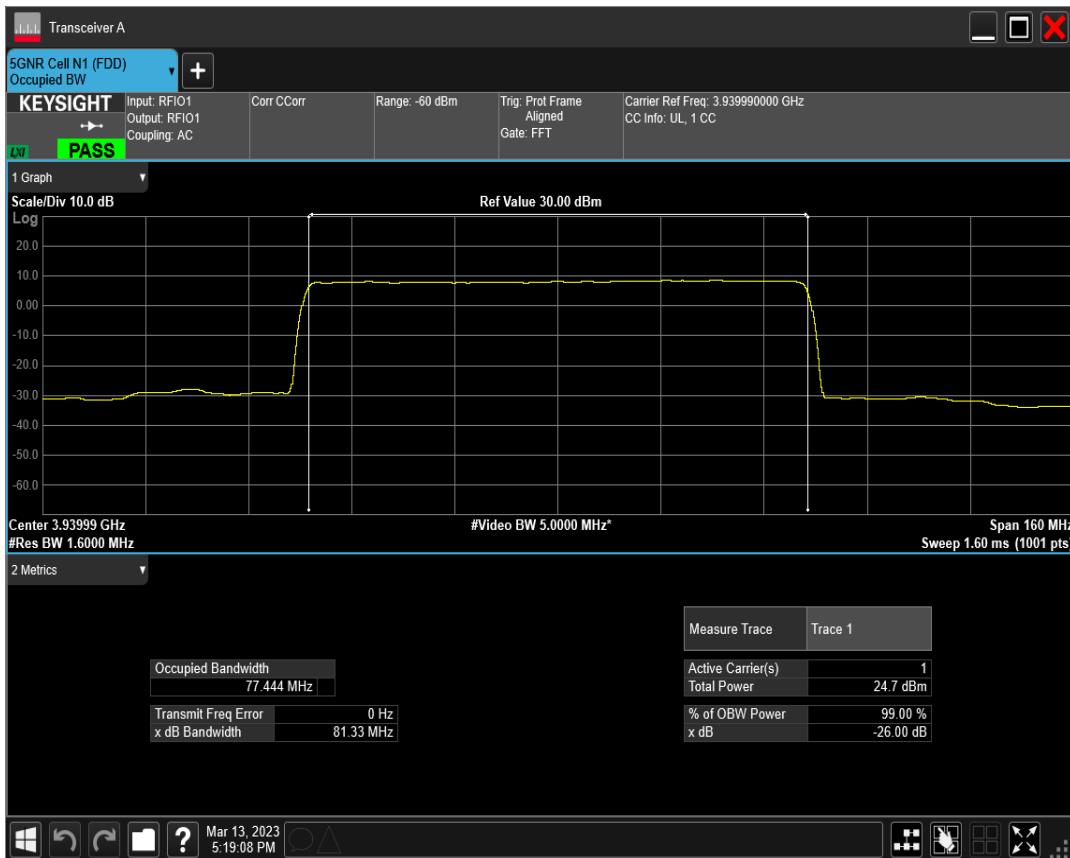 Transceiver A
5GNR Cell N1 (FDD)
Occupied BW
+
KEYSIGHT
LXI
PASS
Input: RFIO1
Output: RFIO1
Coupling: AC
Corr CCorr
Range: -60 dBm
Trig: Prot Frame
Aligned
Gate: FFT
Carrier Ref Freq: 3.939990000 GHz
CC Info: UL, 1 CC
1 Graph
Scale/Div 10.0 dB
Ref Value 30.00 dBm
Log
20.0
10.0
0.00
-10.0
-20.0
-30.0
-40.0
-50.0
-60.0
Center 3.93999 GHz
#Video BW 5.0000 MHz*
Span 160 MHz
#Res BW 1.6000 MHz
Sweep 1.60 ms (1001 pts)
2 Metrics
Measure Trace Trace 1
Occupied Bandwidth
77.444 MHz
Active Carrier(s) 1
Total Power 24.7 dBm
Transmit Freq Error 0 Hz
x dB Bandwidth 81.33 MHz
% of OBW Power 99.00 %
x dB -26.00 dB
?
Mar 13, 2023
5:19:08 PM